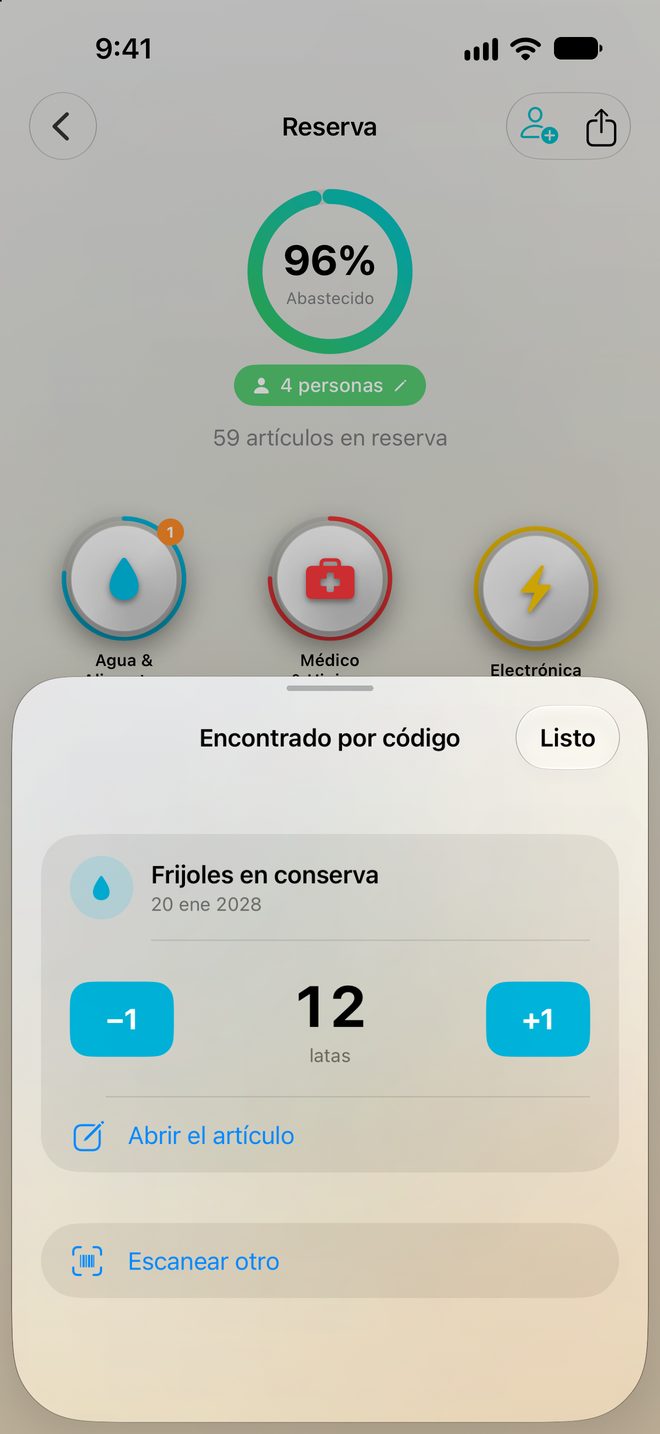 9:41
Reserva
96%
Abastecido
4 personas
59 artículos en reserva
1
Agua &
Médico
Electrónica
Encontrado por código
Listo
Frijoles en conserva
20 ene 2028
–1
12
+1
latas
Abrir el artículo
Escanear otro